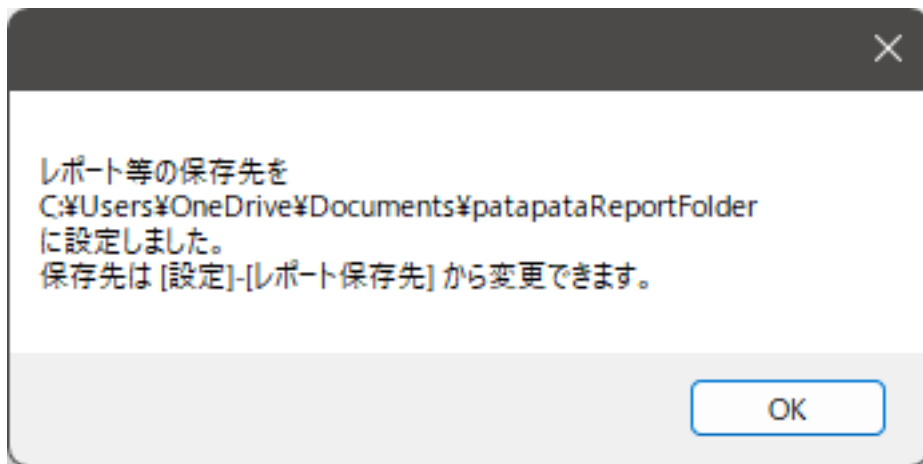 レポート等の保存先を
C:¥Users¥OneDrive¥Documents¥patapataReportFolder
に設定しました。
保存先は [設定]-[レポート保存先] から変更できます。
OK